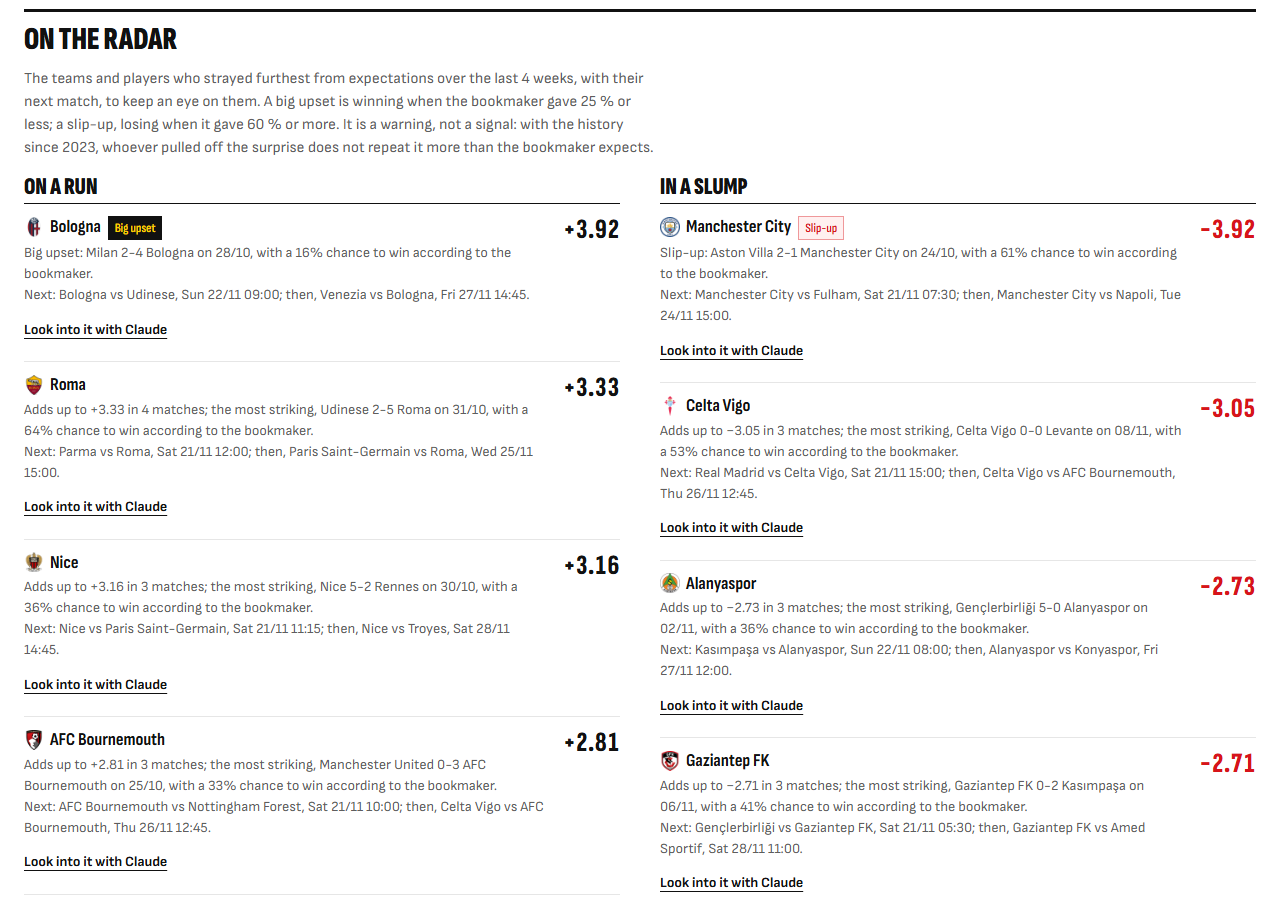 ON THE RADAR
The teams and players who strayed furthest from expectations over the last 4 weeks, with their
next match, to keep an eye on them. A big upset is winning when the bookmaker gave 25 % or
less; a slip-up, losing when it gave 60 % or more. It is a warning, not a signal: with the history
since 2023, whoever pulled off the surprise does not repeat it more than the bookmaker expects.
ON A RUN
Bologna Big upset +3.92
Big upset: Milan 2-4 Bologna on 28/10, with a 16% chance to win according to the
bookmaker.
Next: Bologna vs Udinese, Sun 22/11 09:00; then, Venezia vs Bologna, Fri 27/11 14:45.
Look into it with Claude
Roma +3.33
Adds up to +3.33 in 4 matches; the most striking, Udinese 2-5 Roma on 31/10, with a
64% chance to win according to the bookmaker.
Next: Parma vs Roma, Sat 21/11 12:00; then, Paris Saint-Germain vs Roma, Wed 25/11
15:00.
Look into it with Claude
Nice +3.16
Adds up to +3.16 in 3 matches; the most striking, Nice 5-2 Rennes on 30/10, with a
36% chance to win according to the bookmaker.
Next: Nice vs Paris Saint-Germain, Sat 21/11 11:15; then, Nice vs Troyes, Sat 28/11
14:45.
Look into it with Claude
AFC Bournemouth +2.81
Adds up to +2.81 in 3 matches; the most striking, Manchester United 0-3 AFC
Bournemouth on 25/10, with a 33% chance to win according to the bookmaker.
Next: AFC Bournemouth vs Nottingham Forest, Sat 21/11 10:00; then, Celta Vigo vs AFC
Bournemouth, Thu 26/11 12:45.
Look into it with Claude
IN A SLUMP
Manchester City Slip-up −3.92
Slip-up: Aston Villa 2-1 Manchester City on 24/10, with a 61% chance to win according
to the bookmaker.
Next: Manchester City vs Fulham, Sat 21/11 07:30; then, Manchester City vs Napoli, Tue
24/11 15:00.
Look into it with Claude
Celta Vigo −3.05
Adds up to −3.05 in 3 matches; the most striking, Celta Vigo 0-0 Levante on 08/11, with
a 53% chance to win according to the bookmaker.
Next: Real Madrid vs Celta Vigo, Sat 21/11 15:00; then, Celta Vigo vs AFC Bournemouth,
Thu 26/11 12:45.
Look into it with Claude
Alanyaspor −2.73
Adds up to −2.73 in 3 matches; the most striking, Gençlerbirliği 5-0 Alanyaspor on
02/11, with a 36% chance to win according to the bookmaker.
Next: Kasımpaşa vs Alanyaspor, Sun 22/11 08:00; then, Alanyaspor vs Konyaspor, Fri
27/11 12:00.
Look into it with Claude
Gaziantep FK −2.71
Adds up to −2.71 in 3 matches; the most striking, Gaziantep FK 0-2 Kasımpaşa on
06/11, with a 41% chance to win according to the bookmaker.
Next: Gençlerbirliği vs Gaziantep FK, Sat 21/11 05:30; then, Gaziantep FK vs Amed
Sportif, Sat 28/11 11:00.
Look into it with Claude